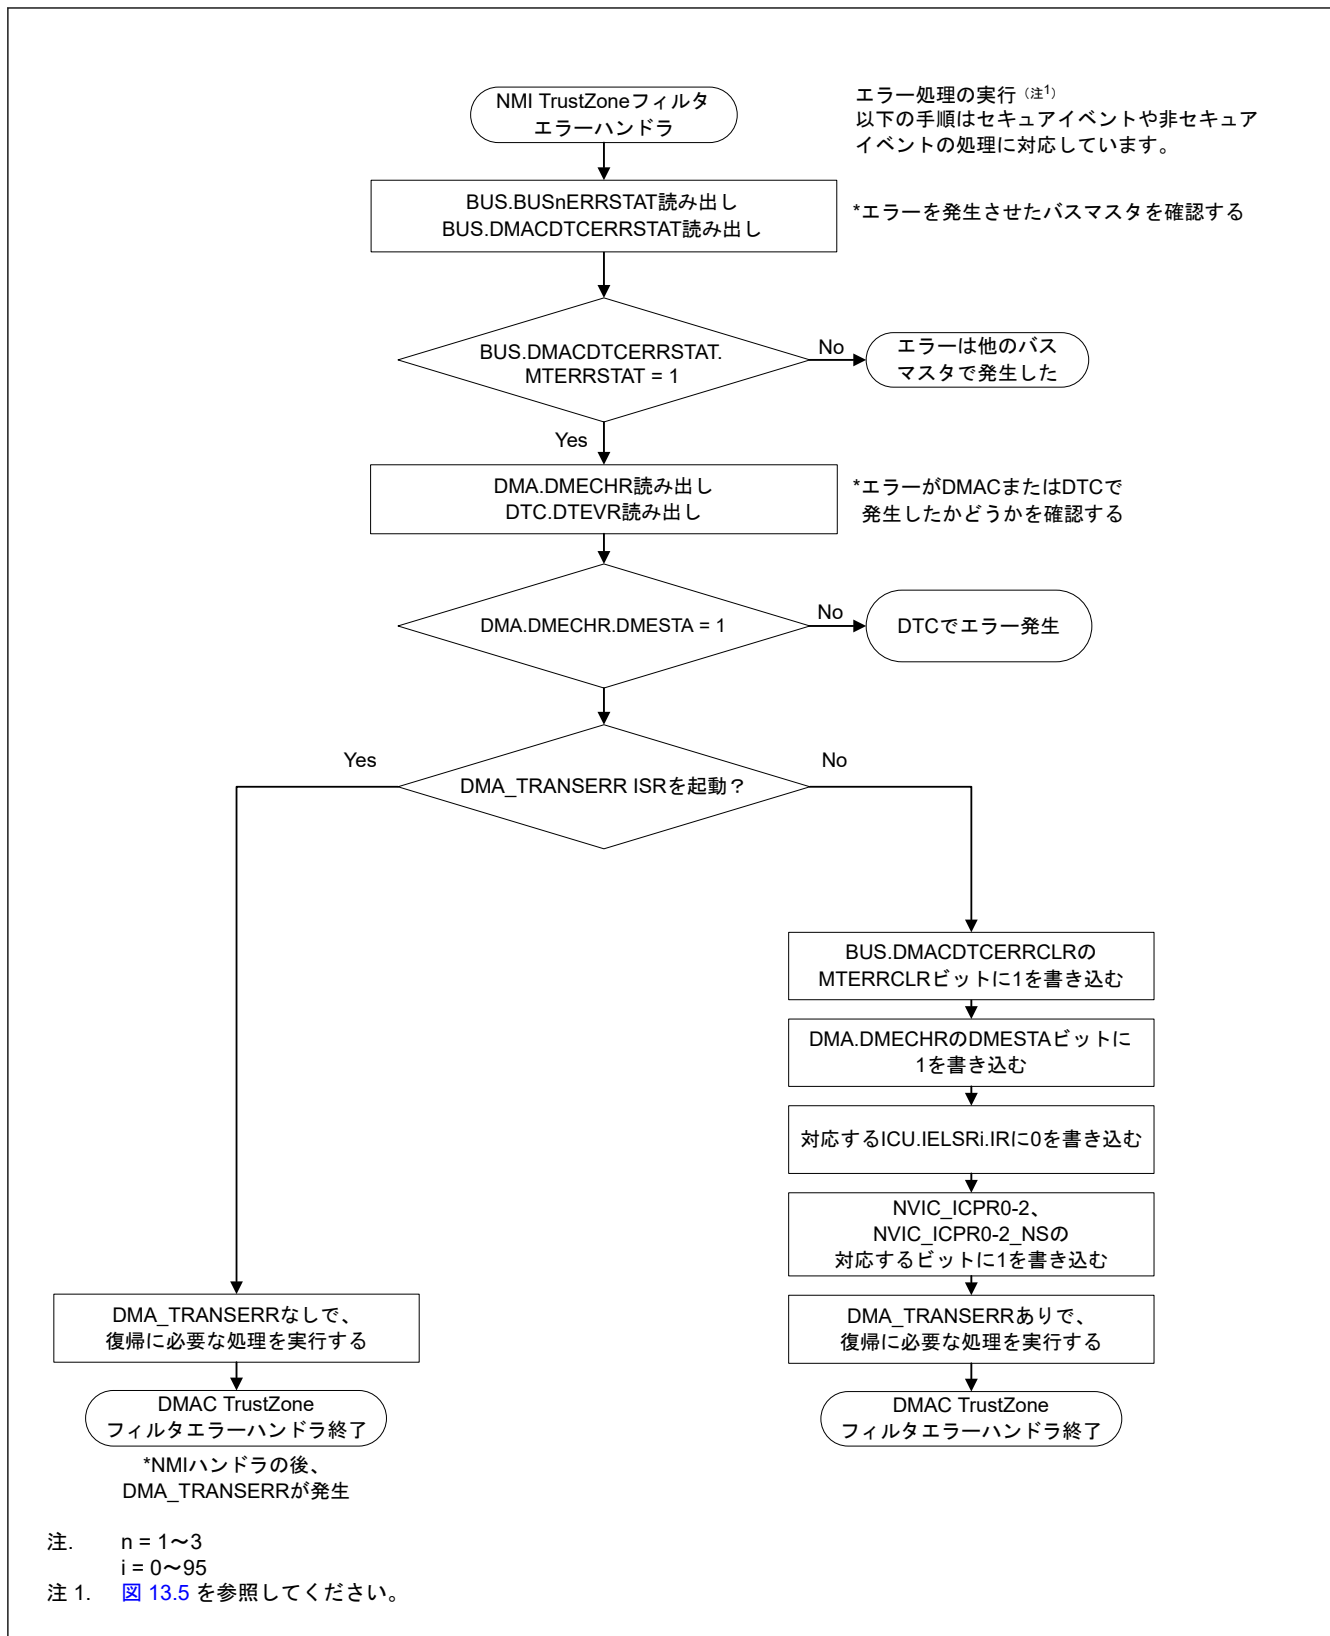 NMI TrustZoneフィルタ
エラーハンドラ
エラー処理の実行（注1）
以下の手順はセキュアイベントや非セキュア
イベントの処理に対応しています。
BUS.BUSnERRSTAT読み出し
BUS.DMACDTCERRSTAT読み出し
*エラーを発生させたバスマスタを確認する
BUS.DMACDTCERRSTAT.
MTERRSTAT = 1
No
エラーは他のバス
マスタで発生した
Yes
DMA.DMECHR読み出し
DTC.DTEVR読み出し
*エラーがDMACまたはDTCで
発生したかどうかを確認する
DMA.DMECHR.DMESTA = 1
No
DTCでエラー発生
Yes
DMA_TRANSERR ISRを起動？
No
BUS.DMACDTCERRCLRの
MTERRCLRビットに1を書き込む
DMA.DMECHRのDMESTAビットに
1を書き込む
対応するICU.IELSRi.IRに0を書き込む
NVIC_ICPR0-2、
NVIC_ICPR0-2_NSの
対応するビットに1を書き込む
DMA_TRANSERRなしで、
復帰に必要な処理を実行する
DMA_TRANSERRありで、
復帰に必要な処理を実行する
DMAC TrustZone
フィルタエラーハンドラ終了
DMAC TrustZone
フィルタエラーハンドラ終了
*NMIハンドラの後、
DMA_TRANSERRが発生
注. n = 1～3
i = 0～95
注 1. 図 13.5 を参照してください。